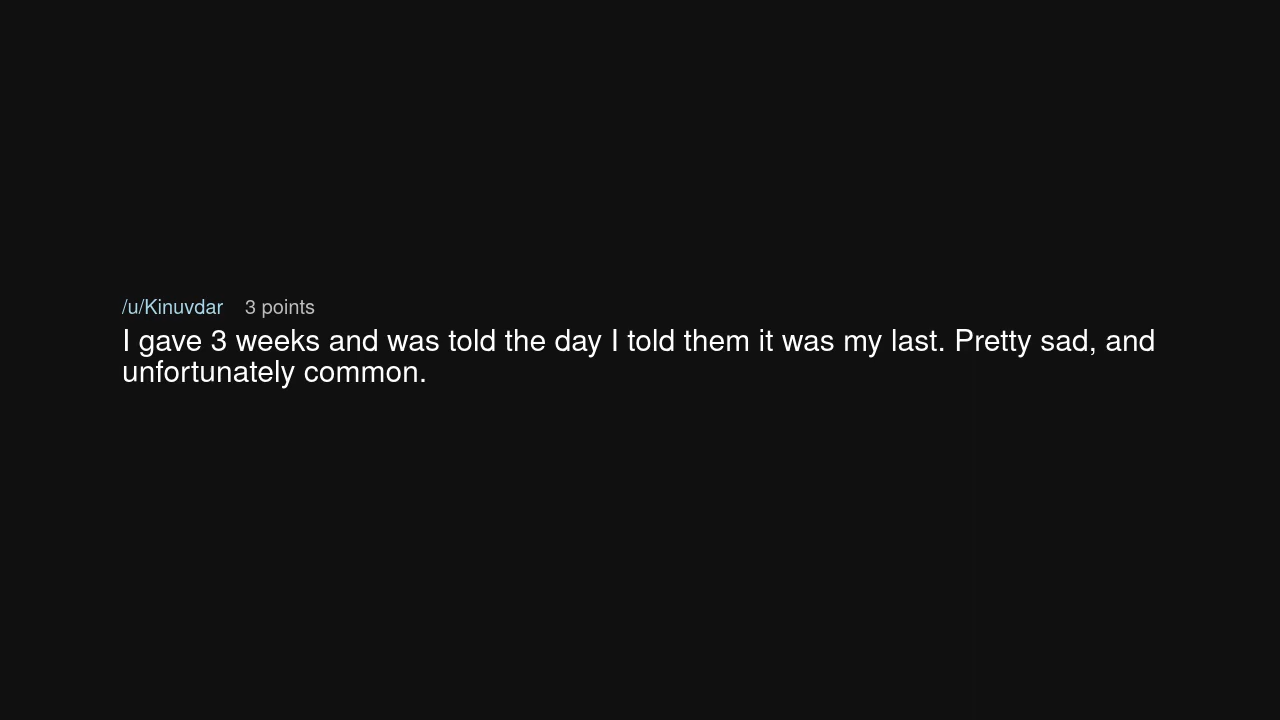 /u/Kinuvdar 3 points
I gave 3 weeks and was told the day I told them it was my last. Pretty sad, and
unfortunately common.